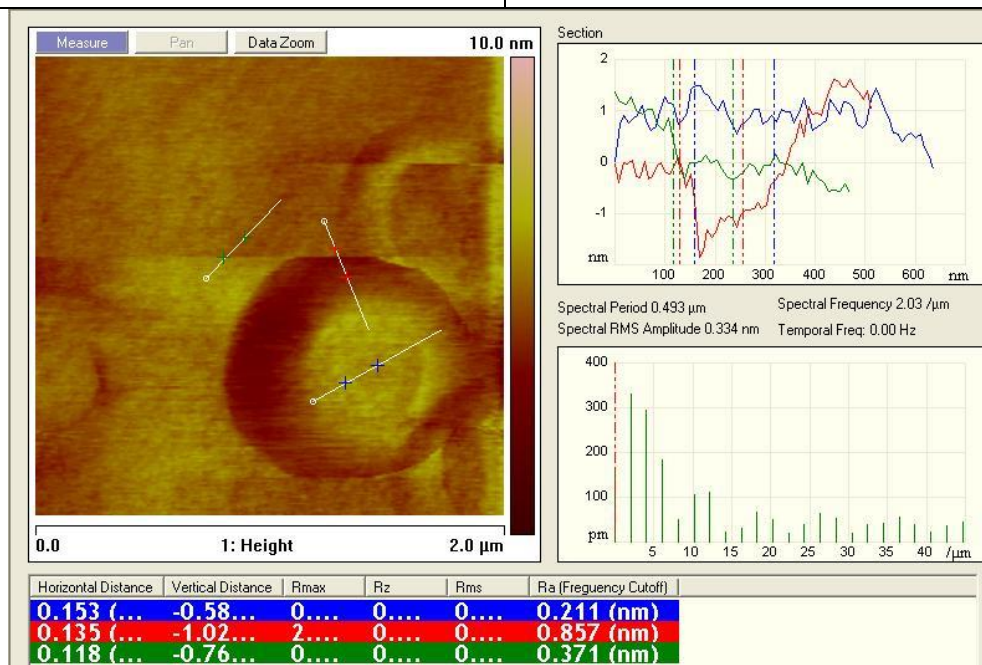 Measure Pan Data Zoom 10.0 nm
0.0 1: Height 2.0 µm
Section
2
1
0
-1
nm
100 200 300 400 500 600 nm
Spectral Period 0.493 µm Spectral Frequency 2.03 /µm
Spectral RMS Amplitude 0.334 nm Temporal Freq: 0.00 Hz
400
300
200
100
pm
5 10 15 20 25 30 35 40 /µm
Horizontal Distance Vertical Distance Rmax Rz Rms Ra (Freguency Cutoff)
0.153 (... -0.58... 0.... 0.... 0.... 0.211 (nm)
0.135 (... -1.02... 2.... 0.... 0.... 0.857 (nm)
0.118 (... -0.76... 0.... 0.... 0.... 0.371 (nm)